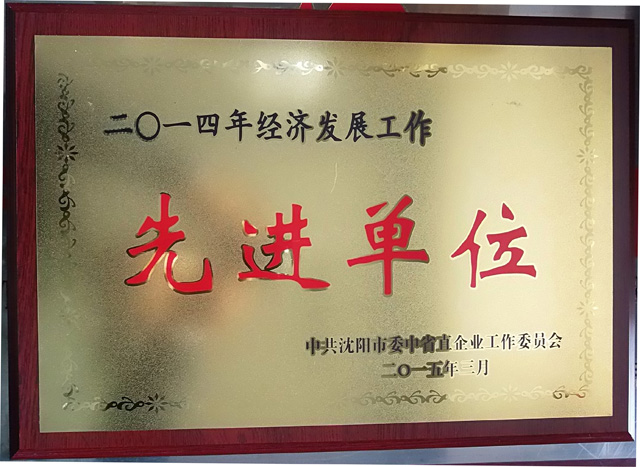 二〇一四年经济发展工作
先进单位
中共沈阳市委中省直企业工作委员会
二〇一五年三月